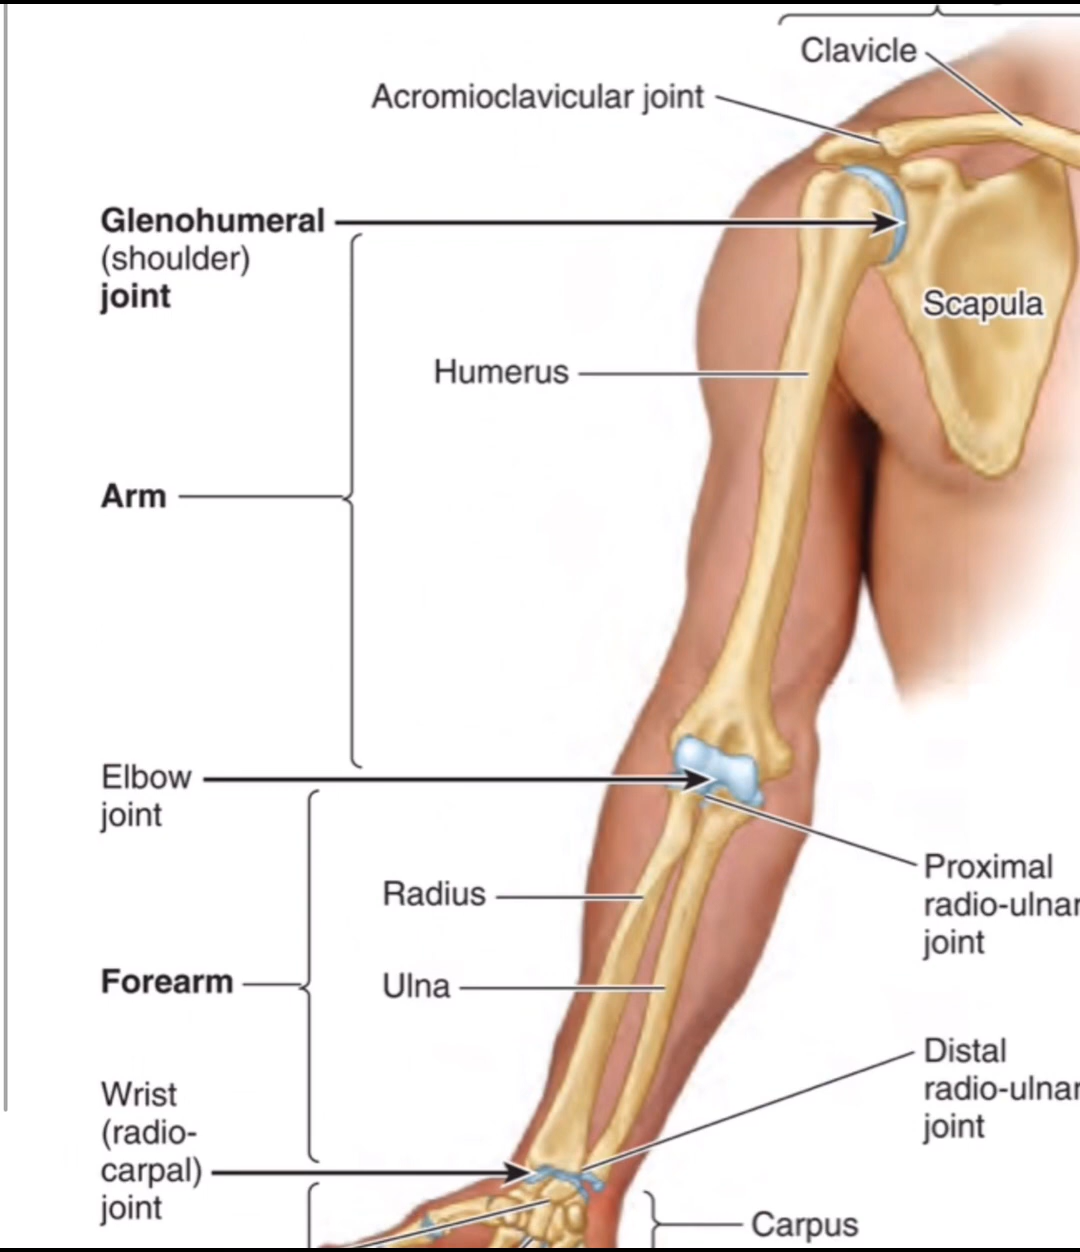 Clavicle
Acromioclavicular joint
Glenohumeral
(shoulder)
joint
Scapula
Humerus
Arm
Elbow
joint
Proximal
radio-ulnar
joint
Radius
Forearm
Ulna
Distal
radio-ulnar
joint
Wrist
(radio-
carpal)
joint
Carpus